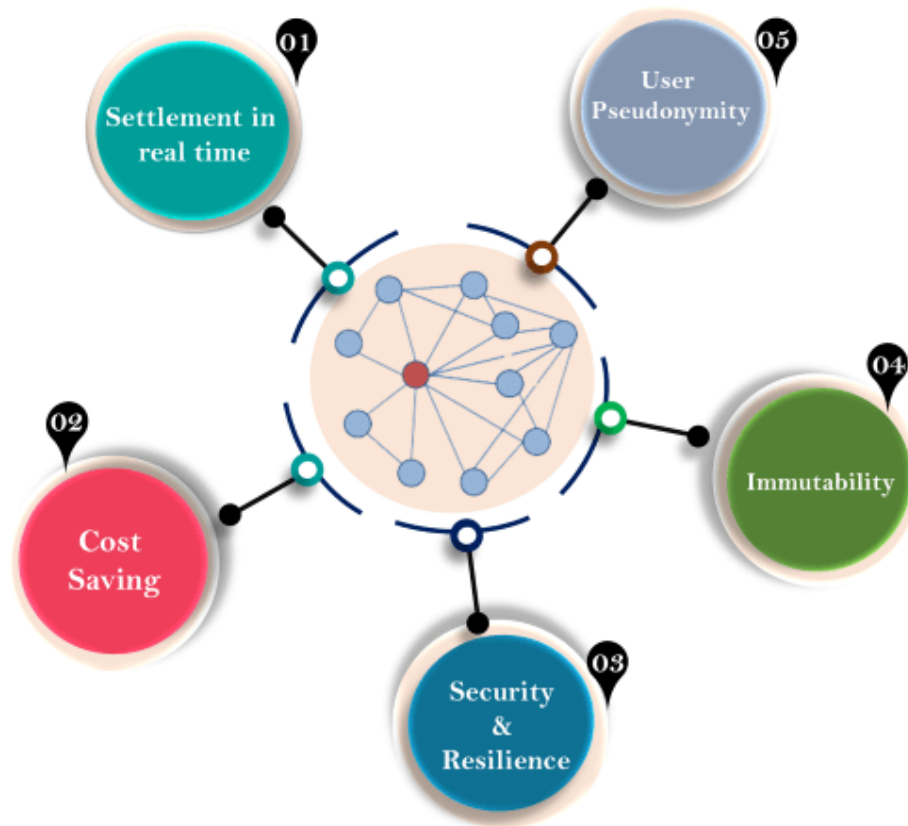 01
Settlement in
real time
02
Cost
Saving
03
Security
&
Resilience
04
Immutability
05
User
Pseudonymity